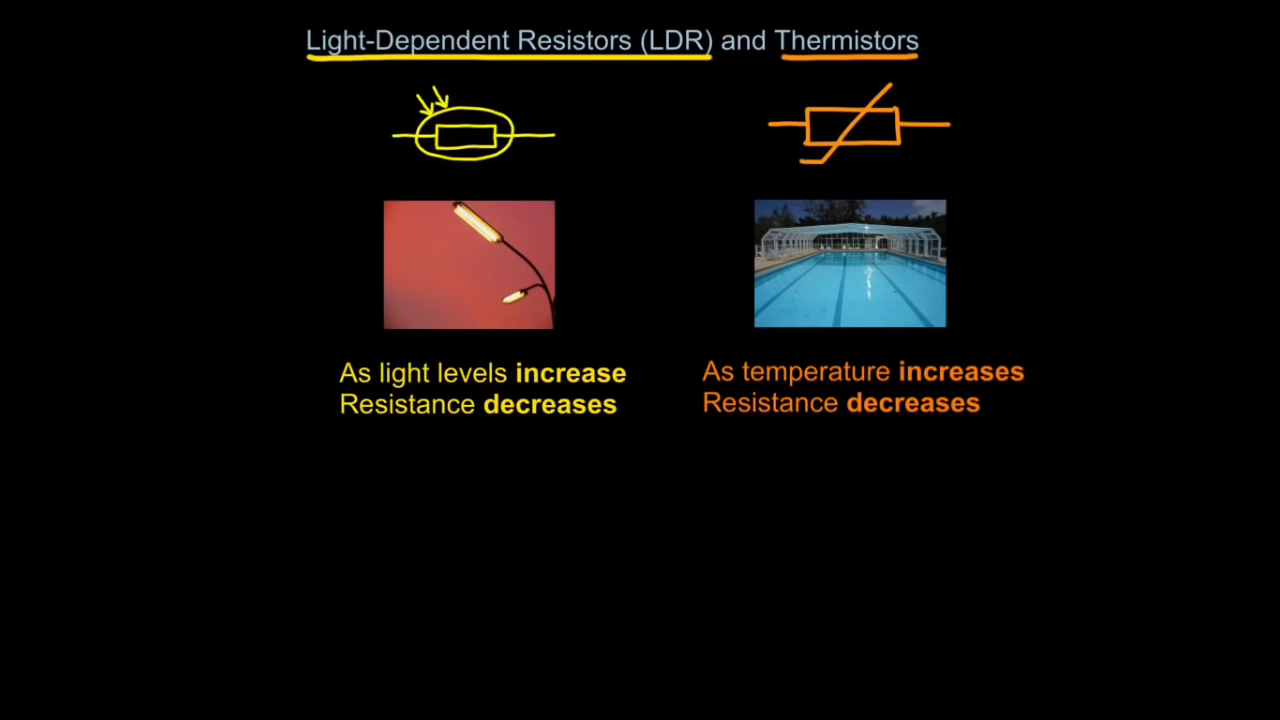 Light-Dependent Resistors (LDR) and Thermistors
As light levels increase
Resistance decreases
As temperature increases
Resistance decreases